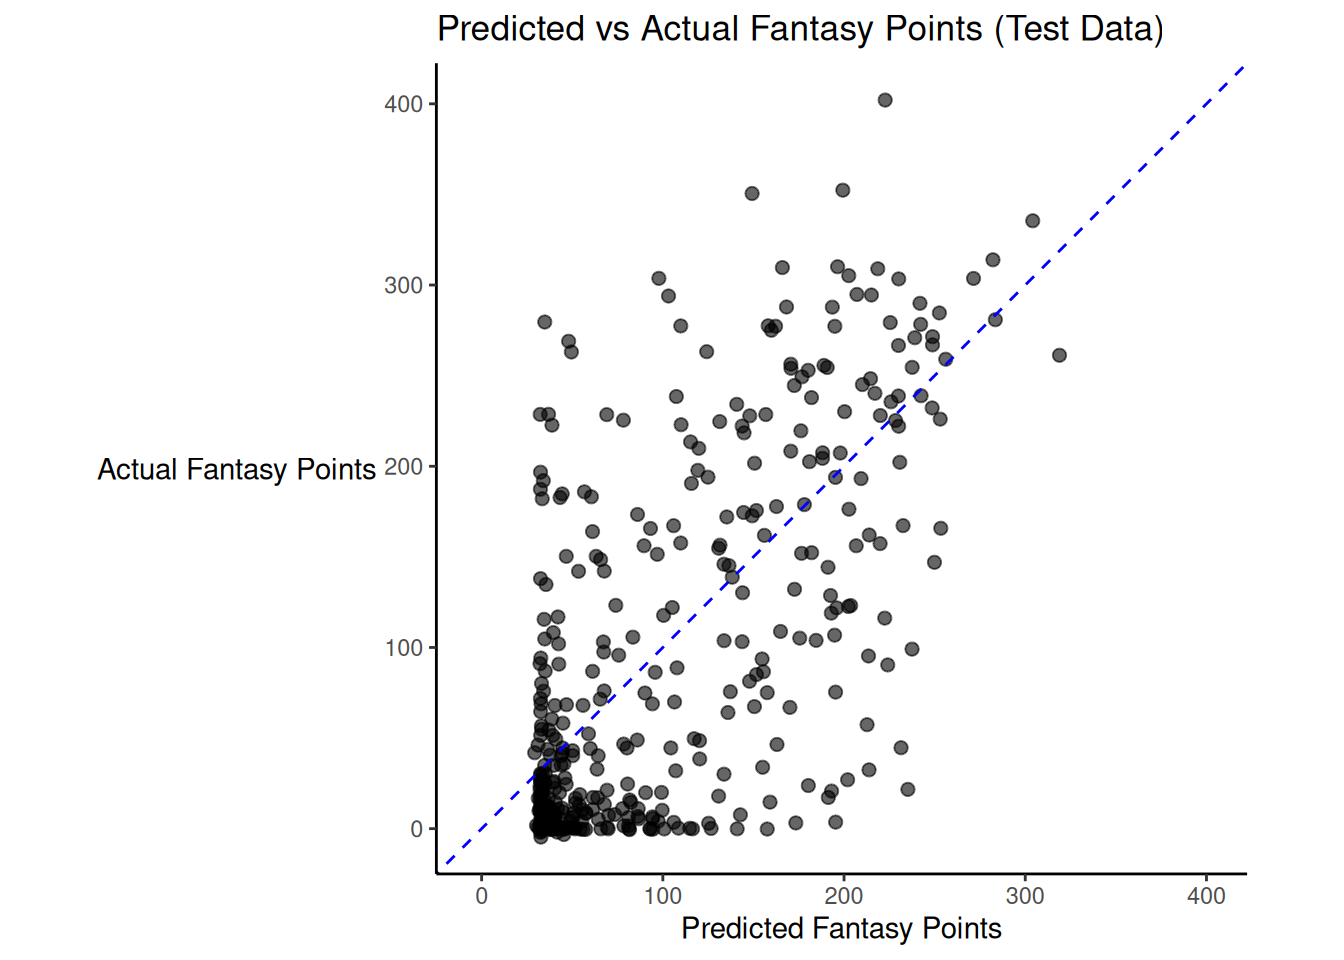 Predicted vs Actual Fantasy Points (Test Data)
400
300
Actual Fantasy Points 200
100
0
0 100 200 300 400
Predicted Fantasy Points